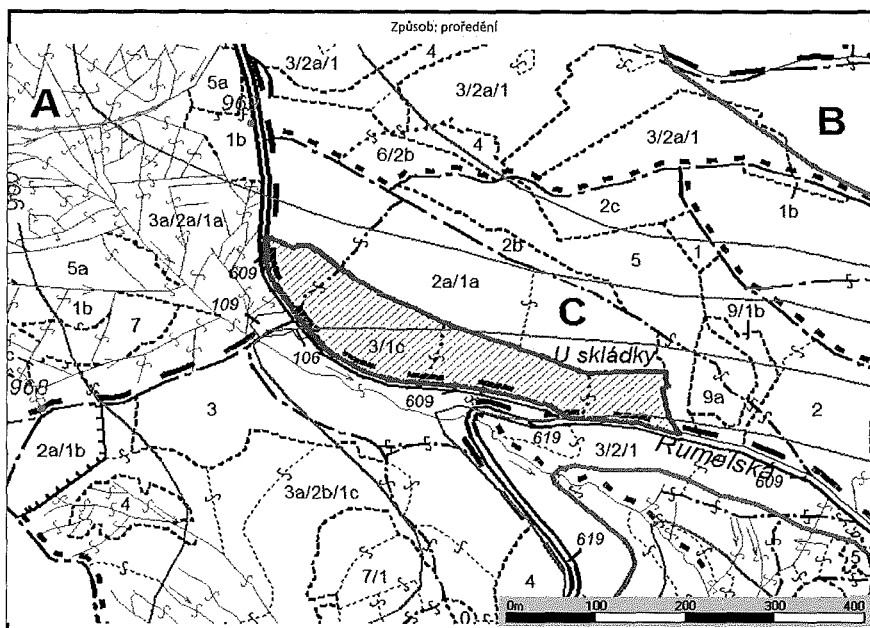 Způsob: proředění
A
B
C
5a
96
1b
3/2a/1
4
3/2a/1
4
6/2b
3/2a/1
2c
1b
3a/2a/1a
2b
5
1
5a
609
2a/1a
109
1b
7
9/1b
3/1c
U skládky
106
968
609
9a
2
3
619
3/2/1
Rumelská
609
2a/1b
4
3a/2b/1c
619
7/1
4
5
0
0m 100 200 300 400